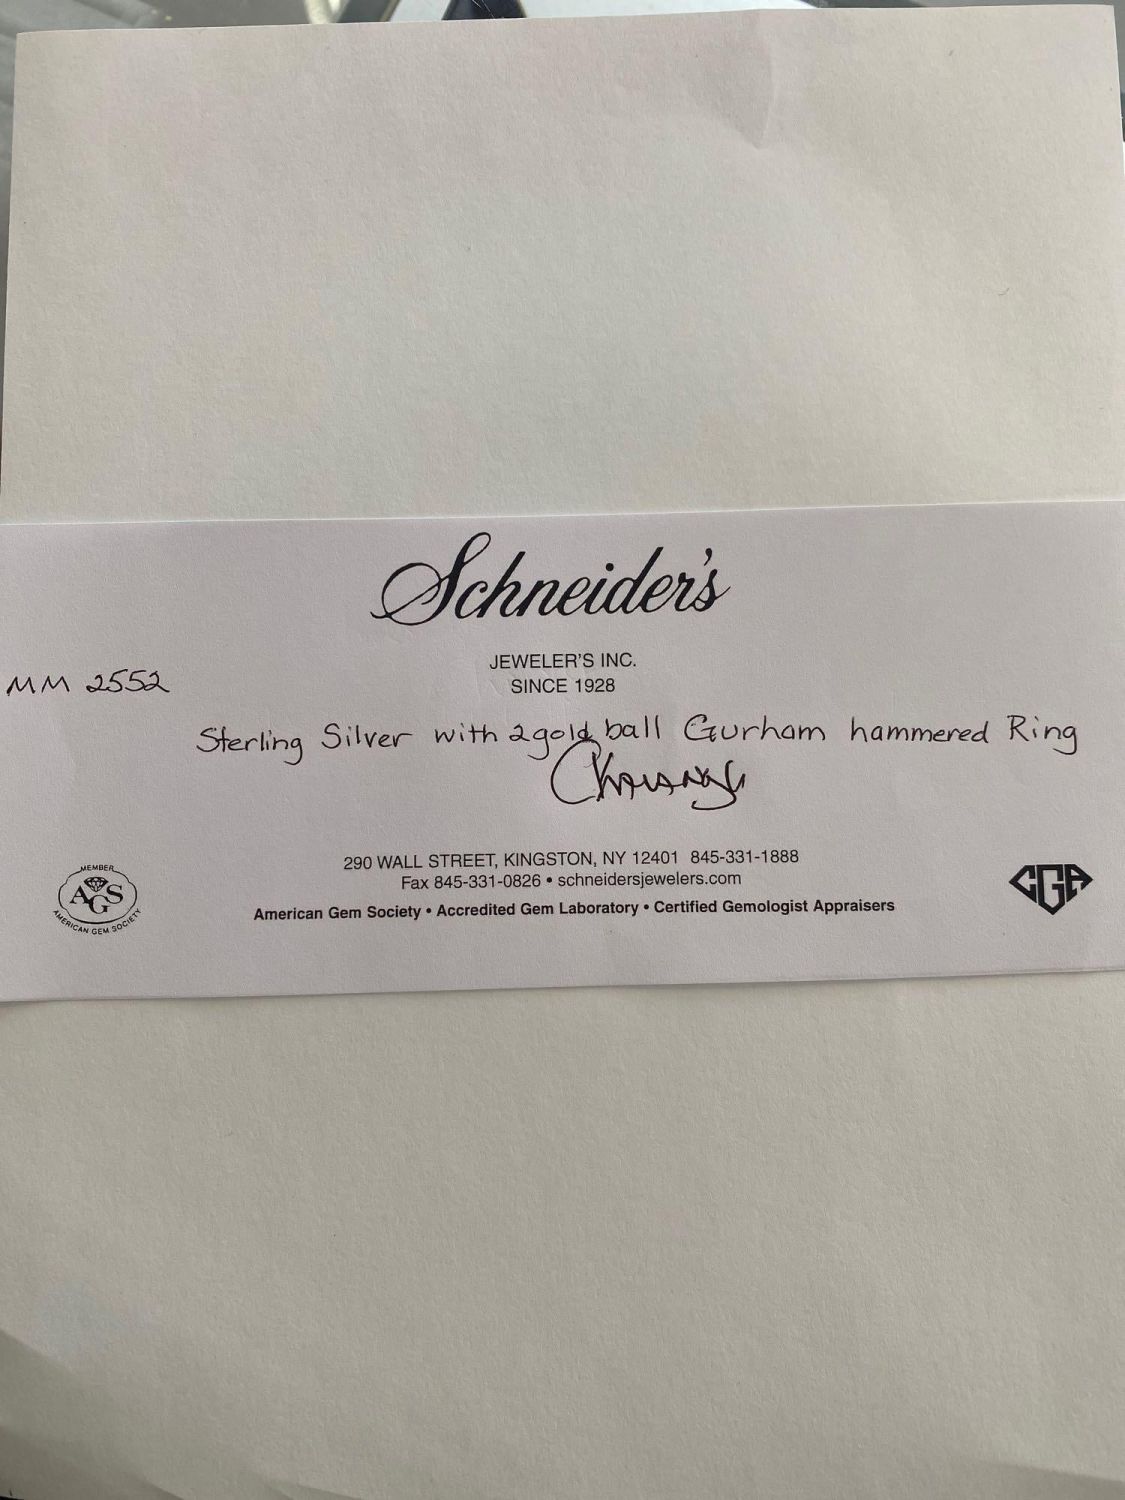 Schneider's
JEWELER'S INC.
SINCE 1928
MM 2552
Sterling Silver with 2 gold ball Gurham hammered Ring
290 WALL STREET, KINGSTON, NY 12401 845-331-1888
Fax 845-331-0826 • schneidersjewelers.com
American Gem Society • Accredited Gem Laboratory • Certified Gemologist Appraisers
MEMBER
AGS
AMERICAN GEM SOCIETY
CGA